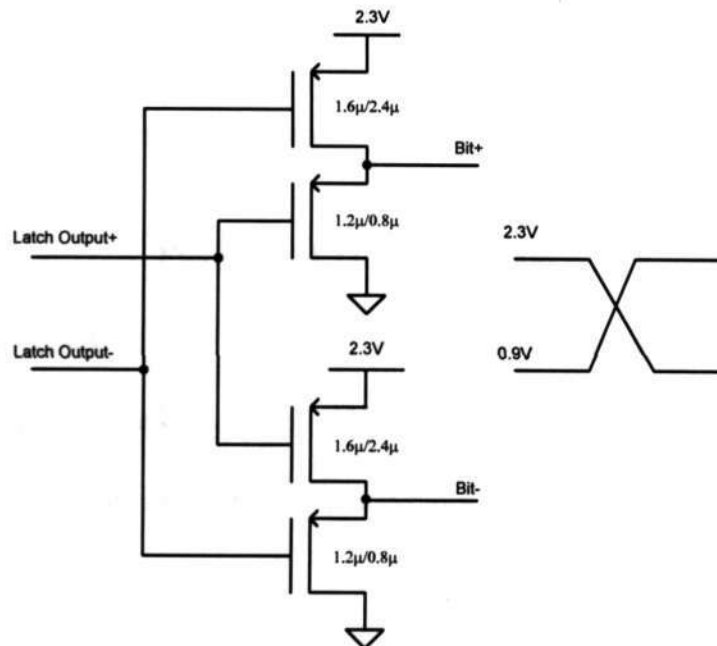 2.3V
1.6µ/2.4µ
Bit+
1.2µ/0.8µ
Latch Output+
2.3V
2.3V
Latch Output-
0.9V
1.6µ/2.4µ
Bit-
1.2µ/0.8µ